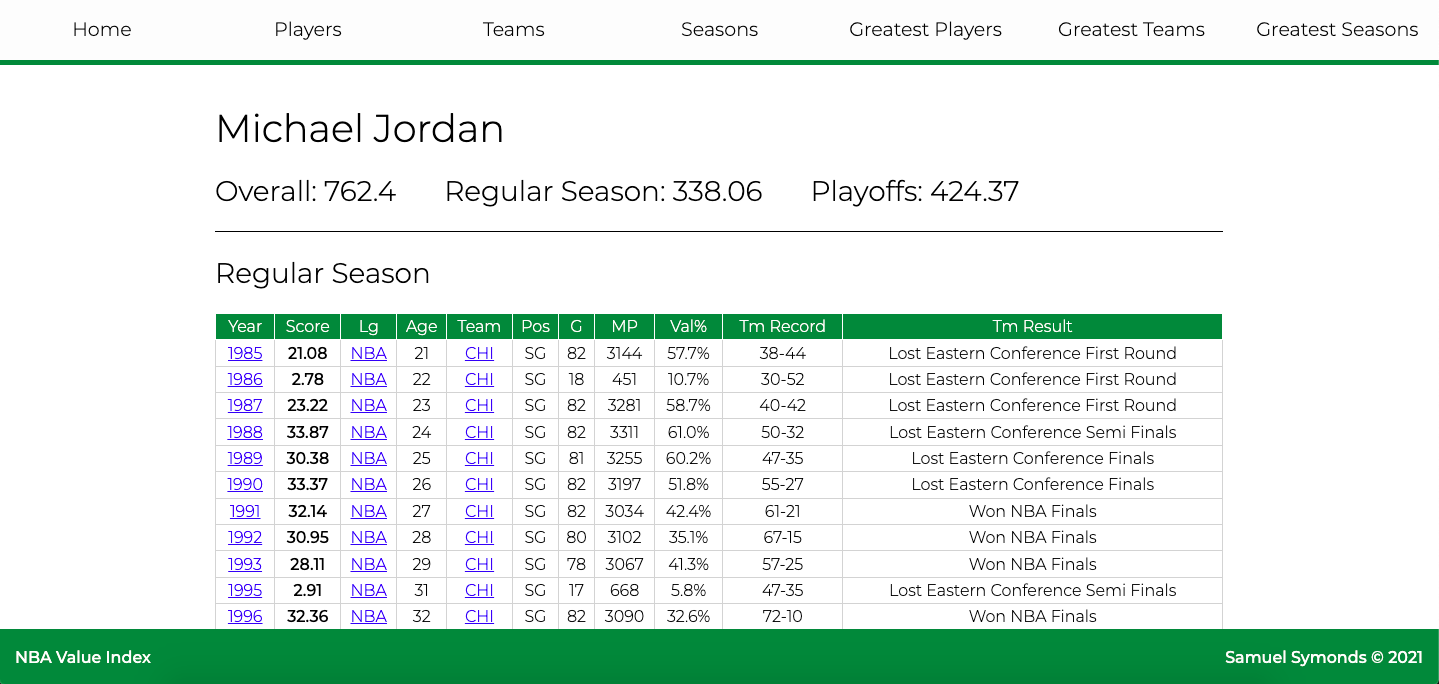 Home Players Teams Seasons Greatest Players Greatest Teams Greatest Seasons
Michael Jordan
Overall: 762.4 Regular Season: 338.06 Playoffs: 424.37
Regular Season
Year Score Lg Age Team Pos G MP Val% Tm Record Tm Result
1985 21.08 NBA 21 CHI SG 82 3144 57.7% 38-44 Lost Eastern Conference First Round
1986 2.78 NBA 22 CHI SG 18 451 10.7% 30-52 Lost Eastern Conference First Round
1987 23.22 NBA 23 CHI SG 82 3281 58.7% 40-42 Lost Eastern Conference First Round
1988 33.87 NBA 24 CHI SG 82 3311 61.0% 50-32 Lost Eastern Conference Semi Finals
1989 30.38 NBA 25 CHI SG 81 3255 60.2% 47-35 Lost Eastern Conference Finals
1990 33.37 NBA 26 CHI SG 82 3197 51.8% 55-27 Lost Eastern Conference Finals
1991 32.14 NBA 27 CHI SG 82 3034 42.4% 61-21 Won NBA Finals
1992 30.95 NBA 28 CHI SG 80 3102 35.1% 67-15 Won NBA Finals
1993 28.11 NBA 29 CHI SG 78 3067 41.3% 57-25 Won NBA Finals
1995 2.91 NBA 31 CHI SG 17 668 5.8% 47-35 Lost Eastern Conference Semi Finals
1996 32.36 NBA 32 CHI SG 82 3090 32.6% 72-10 Won NBA Finals
NBA Value Index Samuel Symonds © 2021